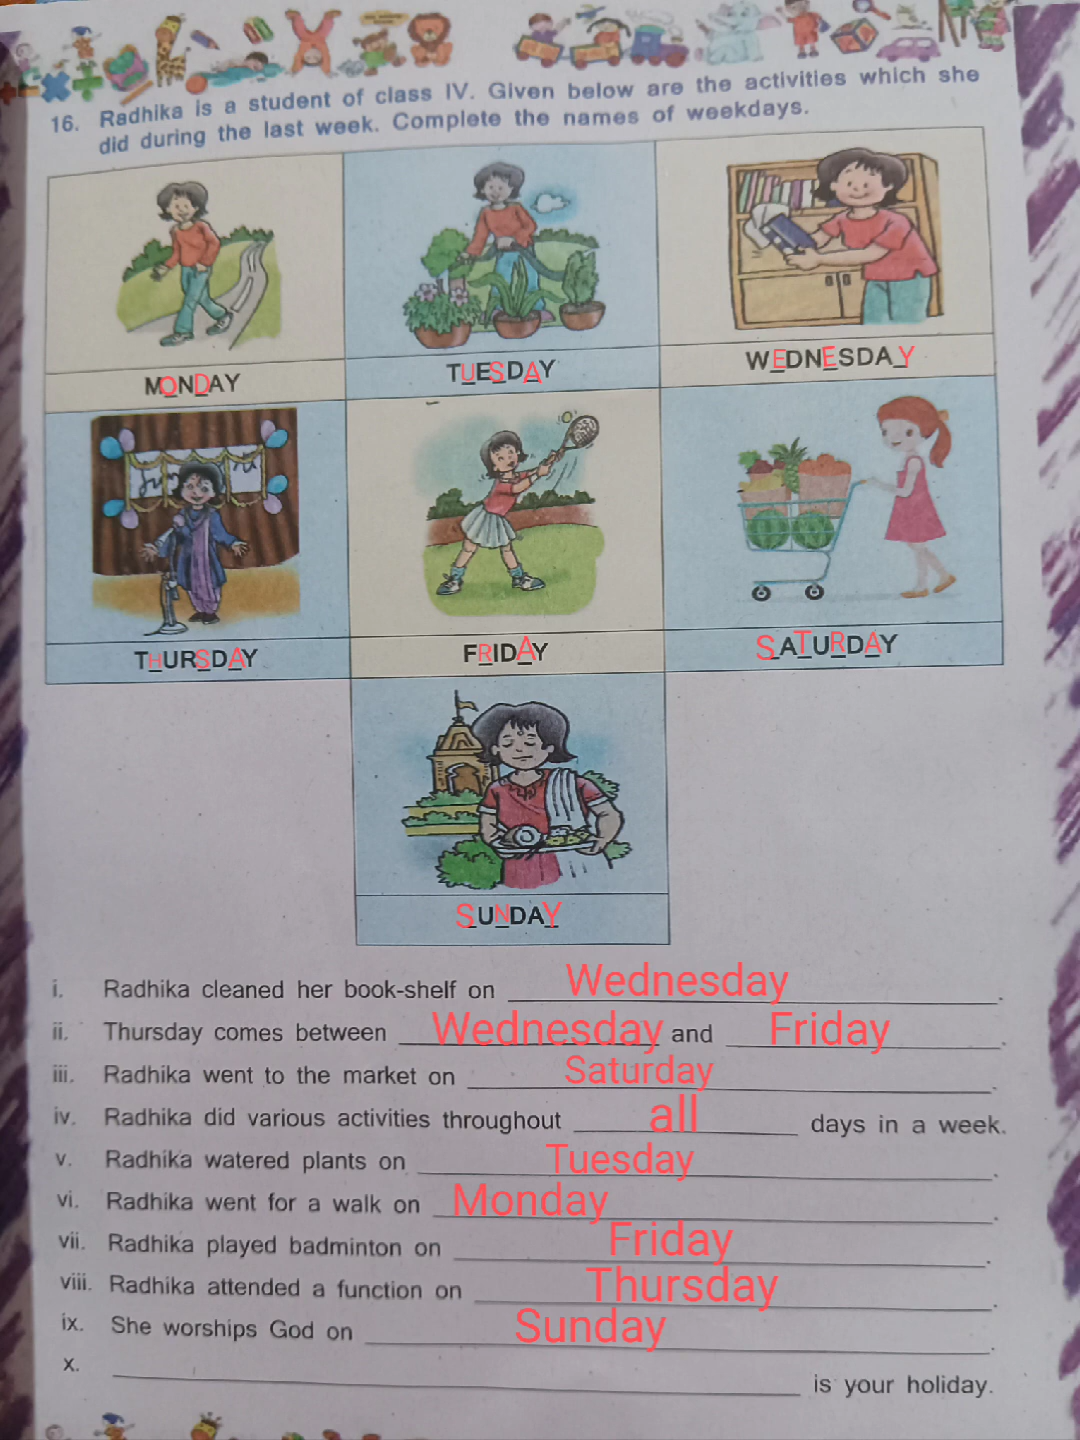 16. Radhika is a student of class IV. Given below are the activities which she
did during the last week. Complete the names of weekdays.
MONDAY
TUESDAY
WEDNESDAY
THURSDAY
FRIDAY
SATURDAY
SUNDAY
i. Radhika cleaned her book-shelf on Wednesday.
ii. Thursday comes between Wednesday and Friday.
iii. Radhika went to the market on Saturday.
iv. Radhika did various activities throughout all days in a week.
v. Radhika watered plants on Tuesday.
vi. Radhika went for a walk on Monday.
vii. Radhika played badminton on Friday.
viii. Radhika attended a function on Thursday.
ix. She worships God on Sunday.
x. is your holiday.